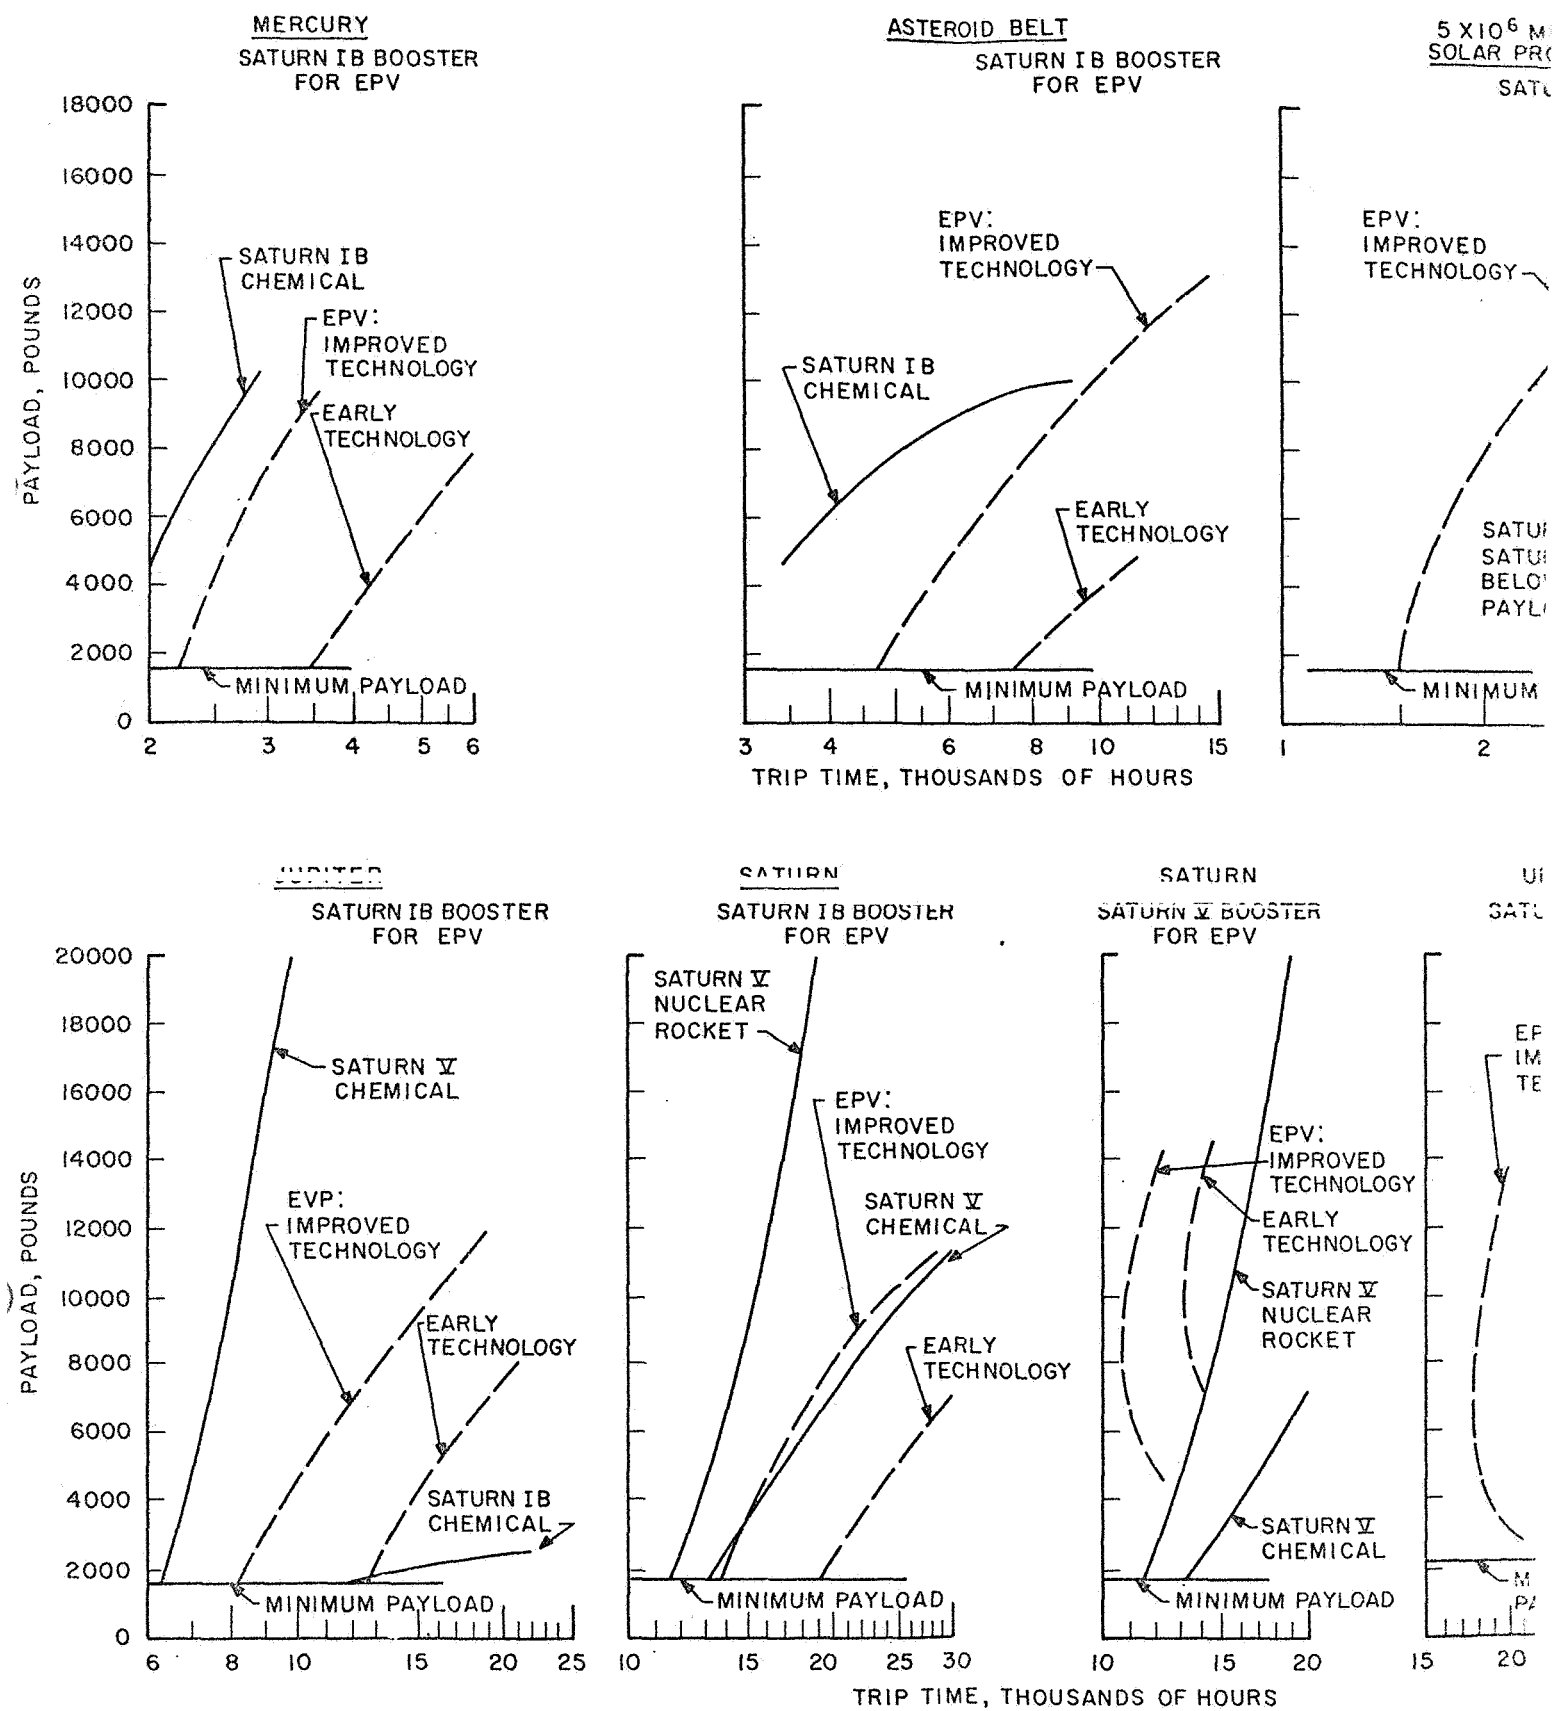 MERCURY
SATURN IB BOOSTER
FOR EPV
18000
16000
14000
12000
10000
8000
6000
4000
2000
0
PAYLOAD, POUNDS
SATURN IB
CHEMICAL
EPV:
IMPROVED
TECHNOLOGY
EARLY
TECHNOLOGY
MINIMUM PAYLOAD
2 3 4 5 6
ASTEROID BELT
SATURN IB BOOSTER
FOR EPV
EPV:
IMPROVED
TECHNOLOGY
SATURN IB
CHEMICAL
EARLY
TECHNOLOGY
MINIMUM PAYLOAD
3 4 6 8 10 15
TRIP TIME, THOUSANDS OF HOURS
5 X10⁶
SOLAR
EPV:
IMPROVED
TECHNOLOGY
MINIMUM
1 2
JUPITER
SATURN IB BOOSTER
FOR EPV
20000
18000
16000
14000
12000
10000
8000
6000
4000
2000
0
PAYLOAD, POUNDS
SATURN V
CHEMICAL
EVP:
IMPROVED
TECHNOLOGY
EARLY
TECHNOLOGY
SATURN IB
CHEMICAL
MINIMUM PAYLOAD
6 8 10 15 20 25
SATURN
SATURN IB BOOSTER
FOR EPV
SATURN V
NUCLEAR
ROCKET
EPV:
IMPROVED
TECHNOLOGY
SATURN V
CHEMICAL
EARLY
TECHNOLOGY
MINIMUM PAYLOAD
10 15 20 25 30
SATURN
SATURN V BOOSTER
FOR EPV
EPV:
IMPROVED
TECHNOLOGY
EARLY
TECHNOLOGY
SATURN V
NUCLEAR
ROCKET
SATURN V
CHEMICAL
MINIMUM PAYLOAD
10 15 20
15 20
TRIP TIME, THOUSANDS OF HOURS